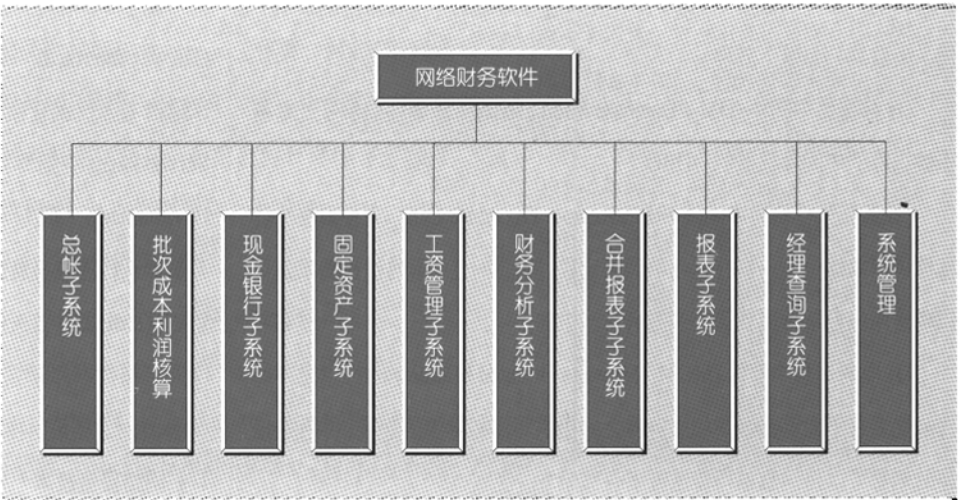 网络财务软件
总帐子系统
批次成本利润核算
现金银行子系统
固定资产子系统
工资管理子系统
财务分析子系统
合并报表子子系统
报表子系统
经理查询子系统
系统管理